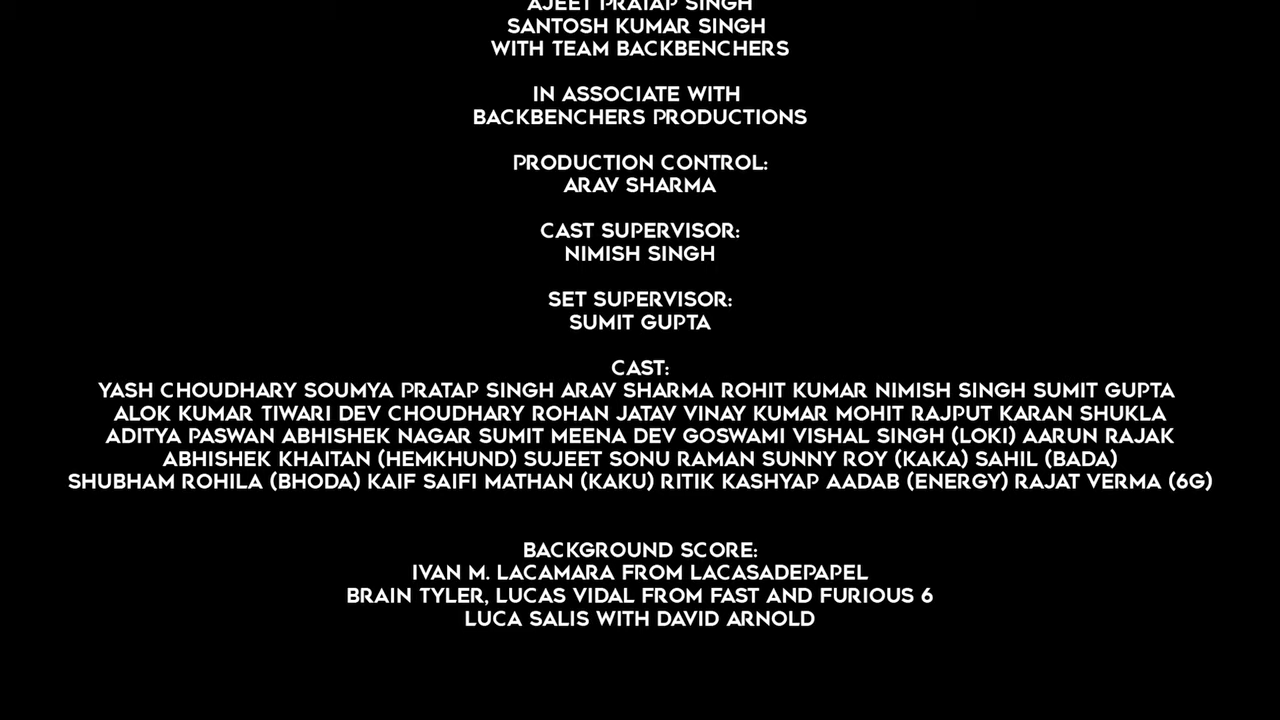 AJEET PRATAP SINGH
SANTOSH KUMAR SINGH
WITH TEAM BACKBENCHERS
IN ASSOCIATE WITH
BACKBENCHERS PRODUCTIONS
PRODUCTION CONTROL:
ARAV SHARMA
CAST SUPERVISOR:
NIMISH SINGH
SET SUPERVISOR:
SUMIT GUPTA
CAST:
YASH CHOUDHARY SOUMYA PRATAP SINGH ARAV SHARMA ROHIT KUMAR NIMISH SINGH SUMIT GUPTA
ALOK KUMAR TIWARI DEV CHOUDHARY ROHAN JATAV VINAY KUMAR MOHIT RAJPUT KARAN SHUKLA
ADITYA PASWAN ABHISHEK NAGAR SUMIT MEENA DEV GOSWAMI VISHAL SINGH (LOKI) AARUN RAJAK
ABHISHEK KHAITAN (HEMKHUND) SUJEET SONU RAMAN SUNNY ROY (KAKA) SAHIL (BADA)
SHUBHAM ROHILA (BHODA) KAIF SAIFI MATHAN (KAKU) RITIK KASHYAP AADAB (ENERGY) RAJAT VERMA (6G)
BACKGROUND SCORE:
IVAN M. LACAMARA FROM LACASADEPAPEL
BRAIN TYLER, LUCAS VIDAL FROM FAST AND FURIOUS 6
LUCA SALIS WITH DAVID ARNOLD